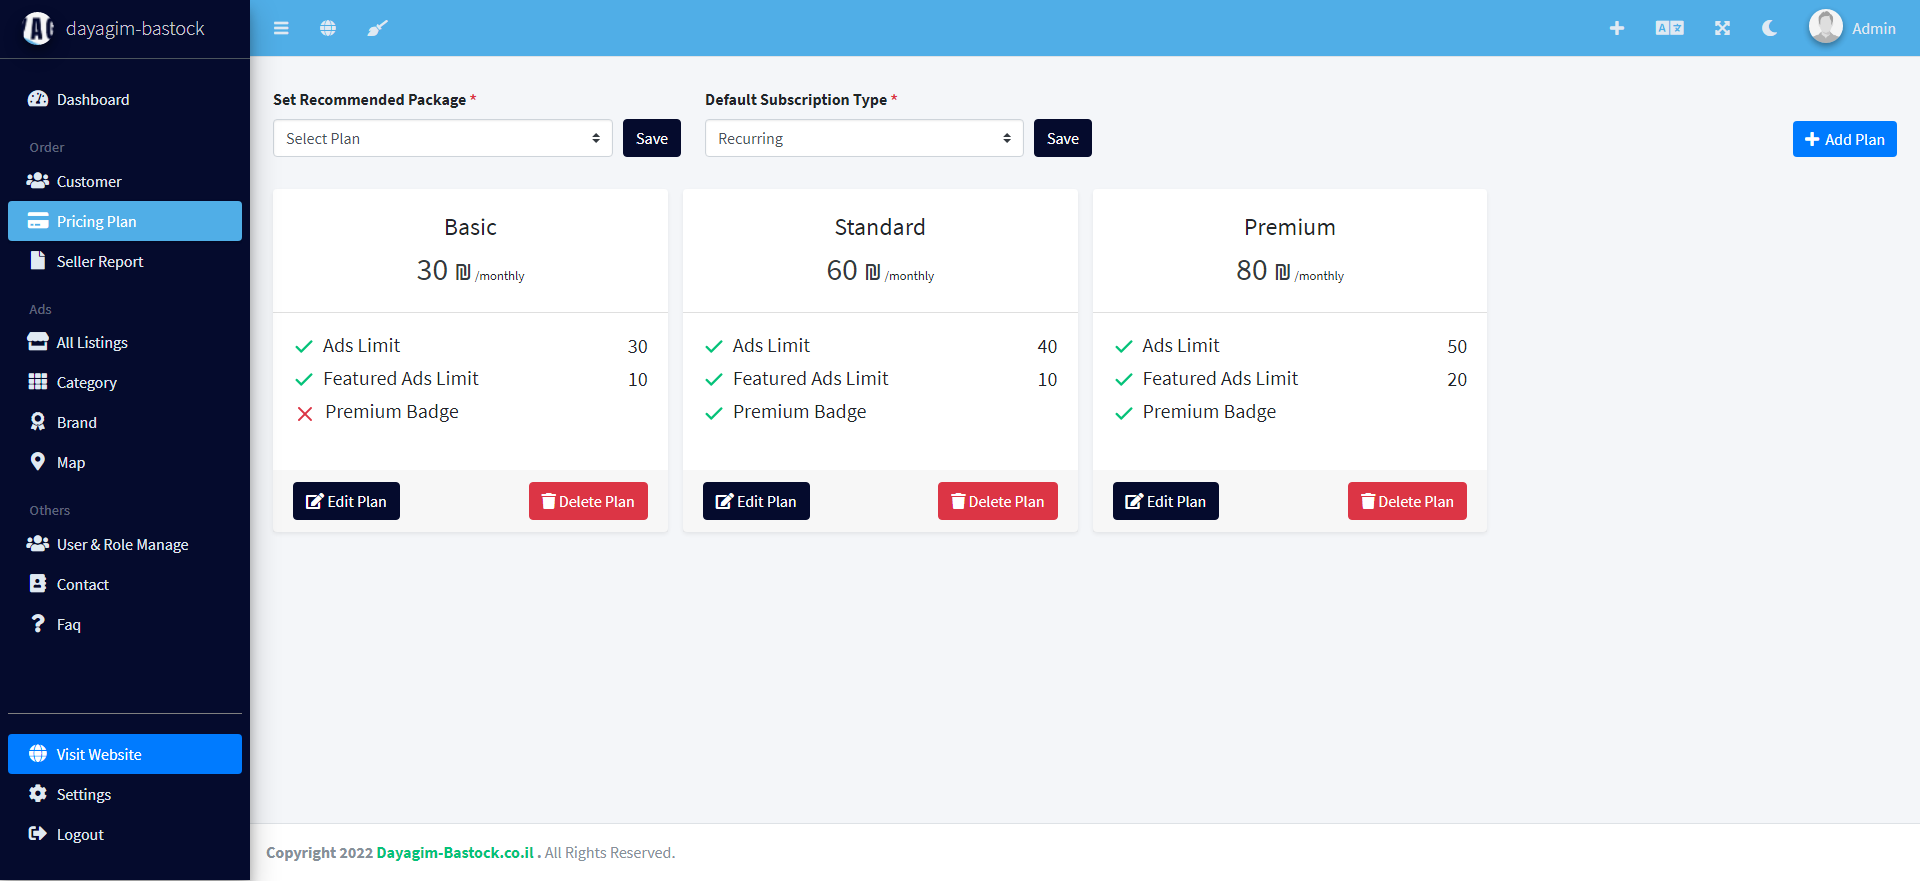 dayagim-bastock
Admin
Dashboard
Order
Customer
Pricing Plan
Seller Report
Ads
All Listings
Category
Brand
Map
Others
User & Role Manage
Contact
Faq
Visit Website
Settings
Logout
Set Recommended Package *
Select Plan
Save
Default Subscription Type *
Recurring
Save
Add Plan
Basic
30 ₪ /monthly
Ads Limit 30
Featured Ads Limit 10
Premium Badge
Edit Plan
Delete Plan
Standard
60 ₪ /monthly
Ads Limit 40
Featured Ads Limit 10
Premium Badge
Edit Plan
Delete Plan
Premium
80 ₪ /monthly
Ads Limit 50
Featured Ads Limit 20
Premium Badge
Edit Plan
Delete Plan
Copyright 2022 Dayagim-Bastock.co.il . All Rights Reserved.